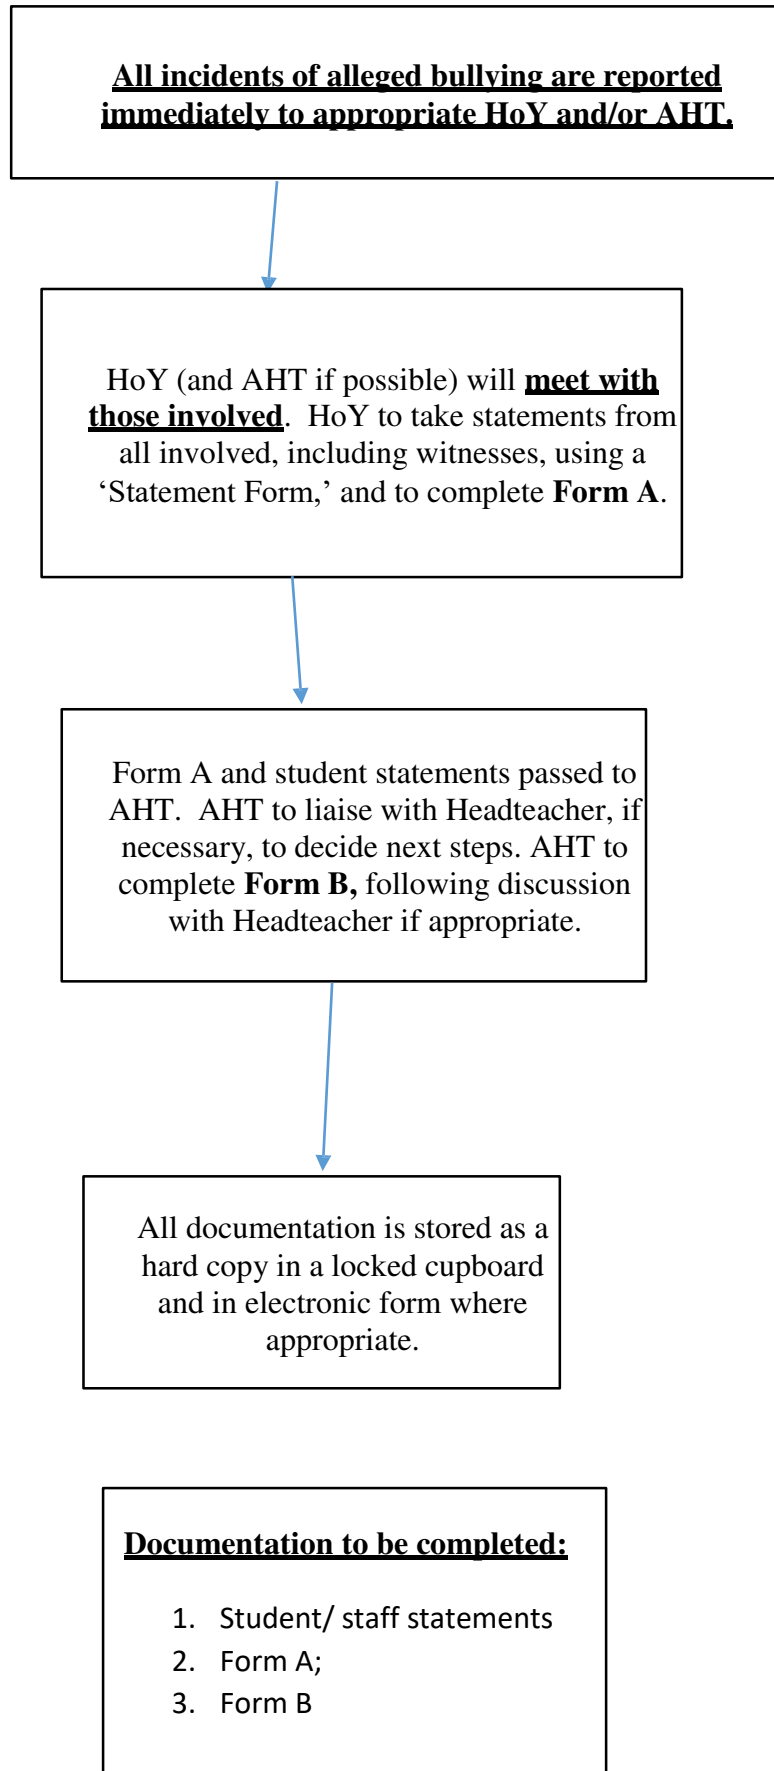 All incidents of alleged bullying are reported
immediately to appropriate HoY and/or AHT.
HoY (and AHT if possible) will meet with
those involved.  HoY to take statements from
all involved, including witnesses, using a
‘Statement Form,’ and to complete Form A.
Form A and student statements passed to
AHT.  AHT to liaise with Headteacher, if
necessary, to decide next steps. AHT to
complete Form B, following discussion
with Headteacher if appropriate.
All documentation is stored as a
hard copy in a locked cupboard
and in electronic form where
appropriate.
Documentation to be completed:
1. Student/ staff statements
2. Form A;
3. Form B